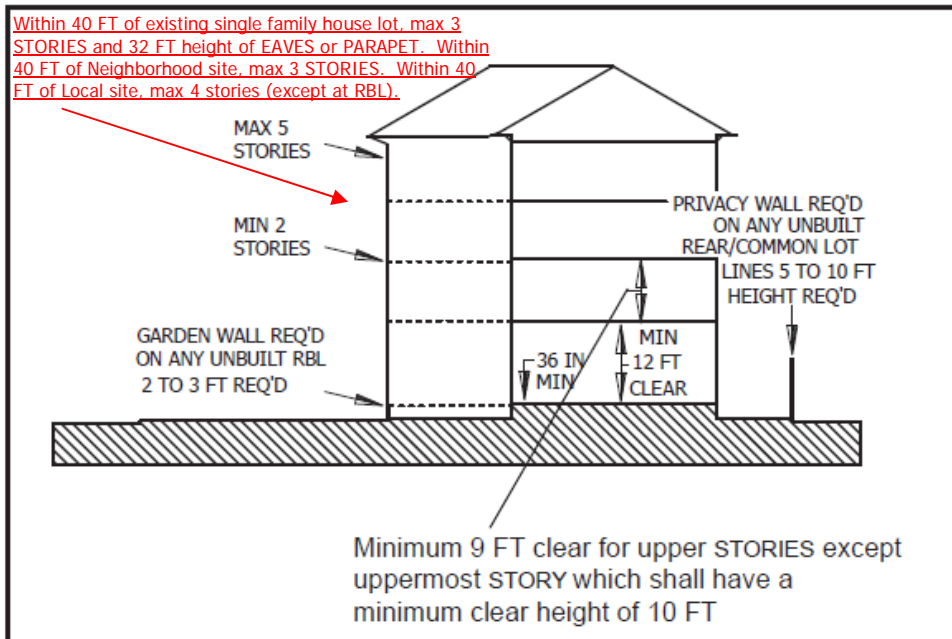 Within 40 FT of existing single family house lot, max 3
STORIES and 32 FT height of EAVES or PARAPET.  Within
40 FT of Neighborhood site, max 3 STORIES.  Within 40
FT of Local site, max 4 stories (except at RBL).
MAX 5
STORIES
MIN 2
STORIES
GARDEN WALL REQ'D
ON ANY UNBUILT RBL
2 TO 3 FT REQ'D
36 IN
MIN
MIN
12 FT
CLEAR
PRIVACY WALL REQ'D
ON ANY UNBUILT
REAR/COMMON LOT
LINES 5 TO 10 FT
HEIGHT REQ'D
Minimum 9 FT clear for upper STORIES except
uppermost STORY which shall have a
minimum clear height of 10 FT